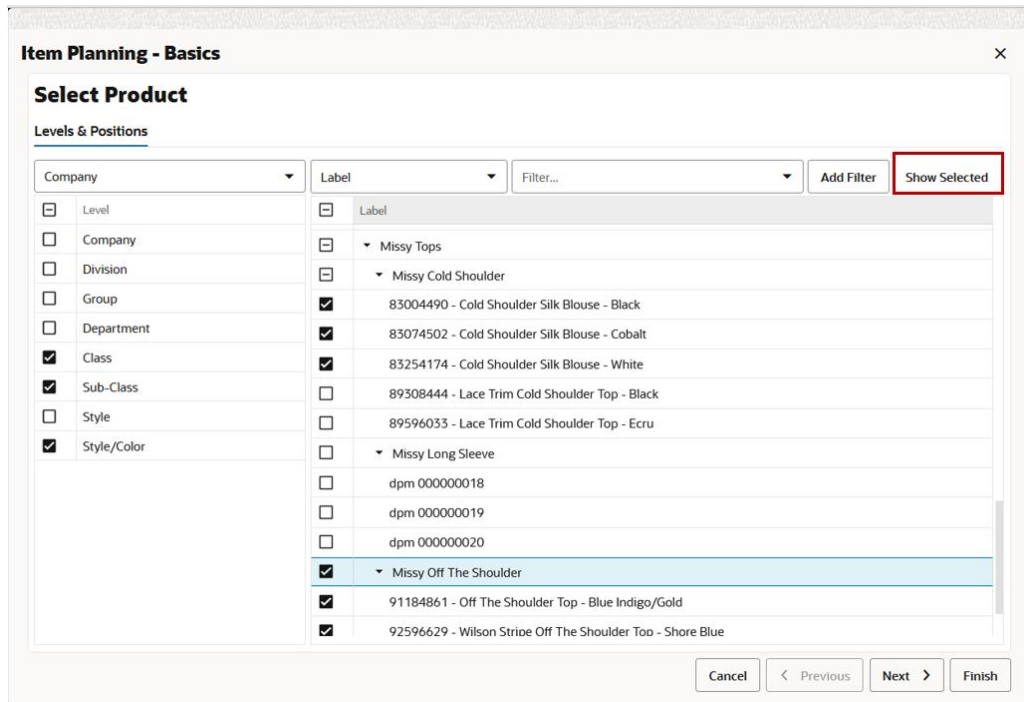 Item Planning - Basics
Select Product
Levels & Positions
Company Label Filter... Add Filter Show Selected
Level Label
Company Missy Tops
Division Missy Cold Shoulder
Group 83004490 - Cold Shoulder Silk Blouse - Black
Department 83074502 - Cold Shoulder Silk Blouse - Cobalt
Class 83254174 - Cold Shoulder Silk Blouse - White
Sub-Class 89308444 - Lace Trim Cold Shoulder Top - Black
Style 89596033 - Lace Trim Cold Shoulder Top - Ecru
Style/Color Missy Long Sleeve
dpm 000000018
dpm 000000019
dpm 000000020
Missy Off The Shoulder
91184861 - Off The Shoulder Top - Blue Indigo/Gold
92596629 - Wilson Stripe Off The Shoulder Top - Shore Blue
Cancel Previous Next Finish